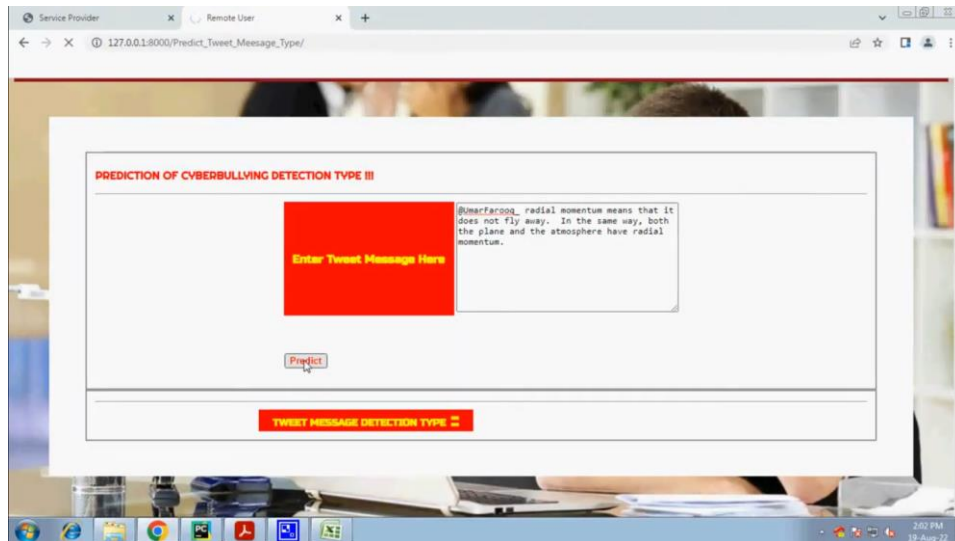 Service Provider
Remote User
127.0.0.1:8000/Predict_Tweet_Meesage_Type/
PREDICTION OF CYBERBULLYING DETECTION TYPE !!!
Enter Tweet Message Here
@UmarFarooq_ radial momentum means that it
does not fly away. In the same way, both
the plane and the atmosphere have radial
momentum.
Predict
TWEET MESSAGE DETECTION TYPE =
PC
2:02 PM
19-Aug-22